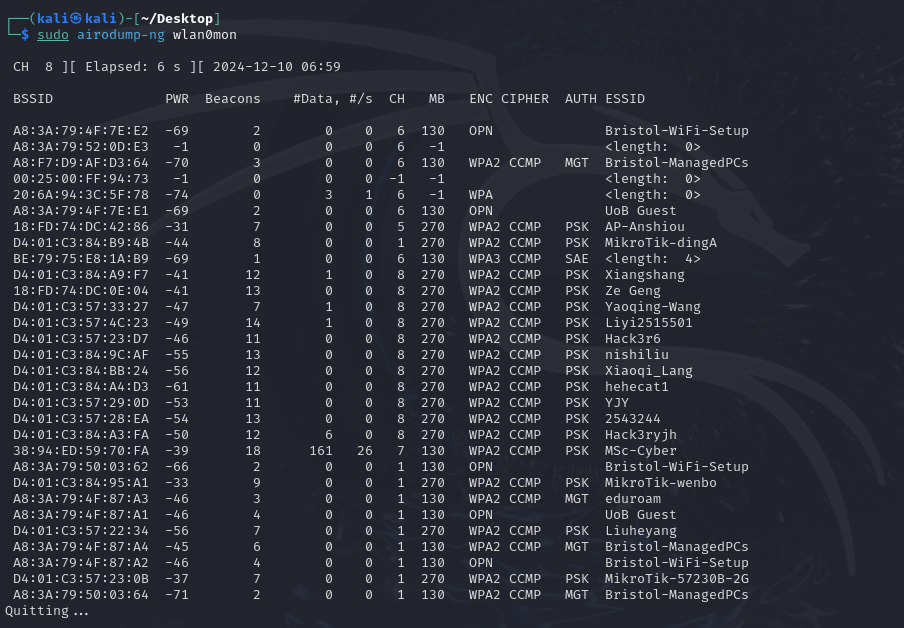 ┌──(kali㉿kali)-[~/Desktop]
└─$ sudo airodump-ng wlan0mon
CH  8 ][ Elapsed: 6 s ][ 2024-12-10 06:59
BSSID              PWR  Beacons    #Data, #/s  CH   MB   ENC CIPHER  AUTH ESSID
A8:3A:79:4F:7E:E2  -69        2        0    0   6  130   OPN              Bristol-WiFi-Setup
A8:3A:79:52:0D:E3   -1        0        0    0   6   -1                    <length:  0>
A8:F7:D9:AF:D3:64  -70        3        0    0   6  130   WPA2 CCMP   MGT  Bristol-ManagedPCs
00:25:00:FF:94:73   -1        0        0    0  -1   -1                    <length:  0>
20:6A:94:3C:5F:78  -74        0        3    1   6   -1   WPA              <length:  0>
A8:3A:79:4F:7E:E1  -69        2        0    0   6  130   OPN              UoB Guest
18:FD:74:DC:42:86  -31        7        0    0   5  270   WPA2 CCMP   PSK  AP-Anshiou
D4:01:C3:84:B9:4B  -44        8        0    0   1  270   WPA2 CCMP   PSK  MikroTik-dingA
BE:79:75:E8:1A:B9  -69        1        0    0   6  130   WPA3 CCMP   SAE  <length:  4>
D4:01:C3:84:A9:F7  -41       12        1    0   8  270   WPA2 CCMP   PSK  Xiangshang
18:FD:74:DC:0E:04  -41       13        0    0   8  270   WPA2 CCMP   PSK  Ze Geng
D4:01:C3:57:33:27  -47        7        1    0   8  270   WPA2 CCMP   PSK  Yaoqing-Wang
D4:01:C3:57:4C:23  -49       14        1    0   8  270   WPA2 CCMP   PSK  Liyi2515501
D4:01:C3:57:23:D7  -46       11        0    0   8  270   WPA2 CCMP   PSK  Hack3r6
D4:01:C3:84:9C:AF  -55       13        0    0   8  270   WPA2 CCMP   PSK  nishiliu
D4:01:C3:84:BB:24  -56       12        0    0   8  270   WPA2 CCMP   PSK  Xiaoqi_Lang
D4:01:C3:84:A4:D3  -61       11        0    0   8  270   WPA2 CCMP   PSK  hehecat1
D4:01:C3:57:29:0D  -53       11        0    0   8  270   WPA2 CCMP   PSK  YJY
D4:01:C3:57:28:EA  -54       13        0    0   8  270   WPA2 CCMP   PSK  2543244
D4:01:C3:84:A3:FA  -50       12        6    0   8  270   WPA2 CCMP   PSK  Hack3ryjh
38:94:ED:59:70:FA  -39       18      161   26   7  130   WPA2 CCMP   PSK  MSc-Cyber
A8:3A:79:50:03:62  -66        2        0    0   1  130   OPN              Bristol-WiFi-Setup
D4:01:C3:84:95:A1  -33        9        0    0   1  270   WPA2 CCMP   PSK  MikroTik-wenbo
A8:3A:79:4F:87:A3  -46        3        0    0   1  130   WPA2 CCMP   MGT  eduroam
A8:3A:79:4F:87:A1  -46        4        0    0   1  130   OPN              UoB Guest
D4:01:C3:57:22:34  -56        7        0    0   1  270   WPA2 CCMP   PSK  Liuheyang
A8:3A:79:4F:87:A4  -45        6        0    0   1  130   WPA2 CCMP   MGT  Bristol-ManagedPCs
A8:3A:79:4F:87:A2  -46        4        0    0   1  130   OPN              Bristol-WiFi-Setup
D4:01:C3:57:23:0B  -37        7        0    0   1  270   WPA2 CCMP   PSK  MikroTik-57230B-2G
A8:3A:79:50:03:64  -71        2        0    0   1  130   WPA2 CCMP   MGT  Bristol-ManagedPCs
Quitting...